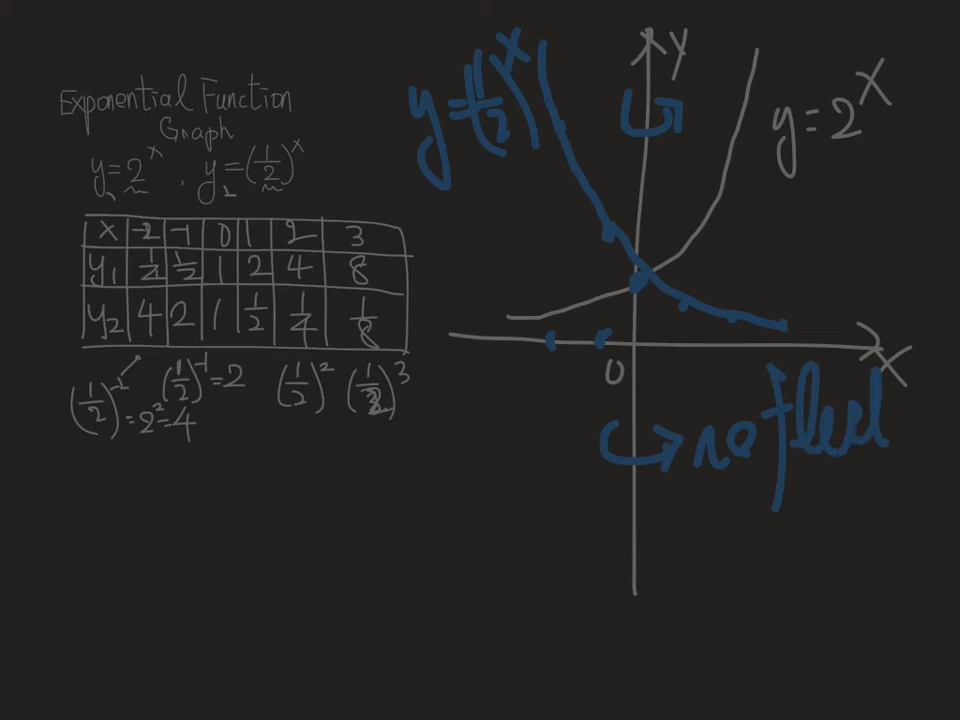 Exponential Function
Graph
y₁=2^x , y₂=(1/2)^x
x -2 -1 0 1 2 3
y₁ 1/4 1/2 1 2 4 8
y₂ 4 2 1 1/2 1/4 1/8
(1/2)^-2 =2²=4 (1/2)^-1=2 (1/2)^2 (1/2)^3
y=(1/2)^x
y
y=2^x
0
x
reflect